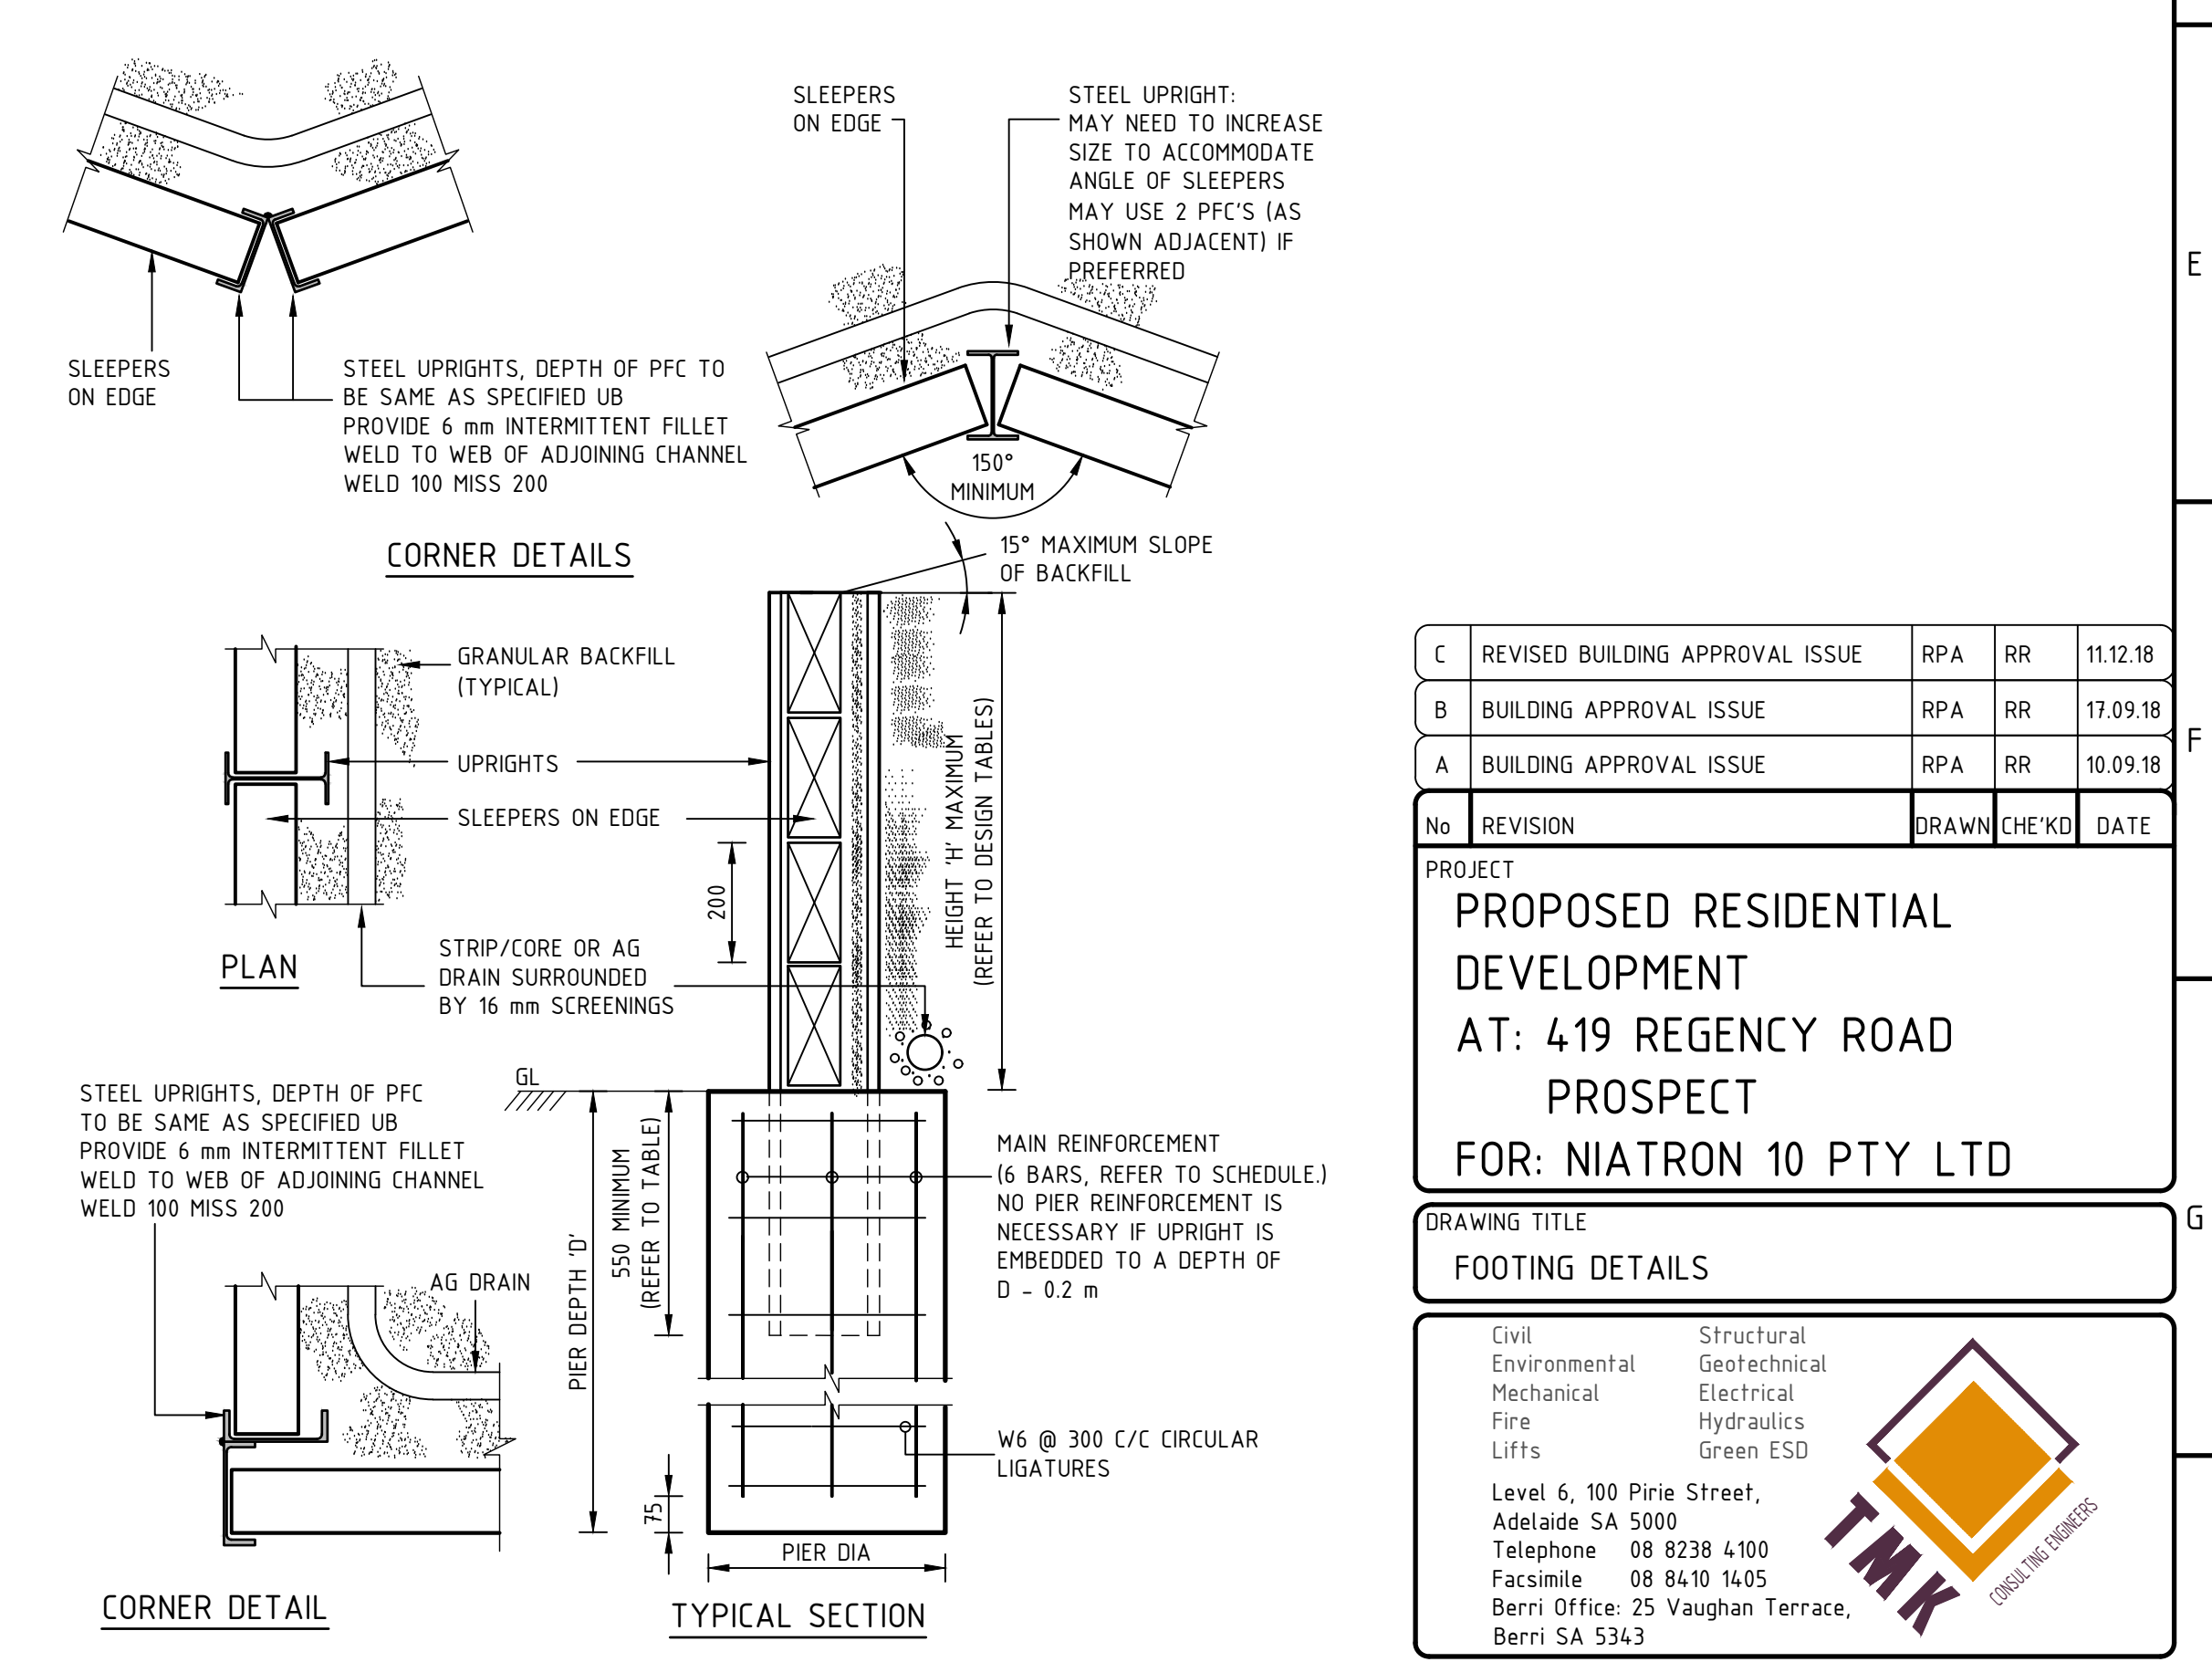 SLEEPERS
ON EDGE
STEEL UPRIGHTS, DEPTH OF PFC TO
BE SAME AS SPECIFIED UB
PROVIDE 6 mm INTERMITTENT FILLET
WELD TO WEB OF ADJOINING CHANNEL
WELD 100 MISS 200
CORNER DETAILS
SLEEPERS
ON EDGE
STEEL UPRIGHT:
MAY NEED TO INCREASE
SIZE TO ACCOMMODATE
ANGLE OF SLEEPERS
MAY USE 2 PFC'S (AS
SHOWN ADJACENT) IF
PREFERRED
150°
MINIMUM
15° MAXIMUM SLOPE
OF BACKFILL
GRANULAR BACKFILL
(TYPICAL)
UPRIGHTS
SLEEPERS ON EDGE
200
HEIGHT 'H' MAXIMUM
(REFER TO DESIGN TABLES)
PLAN
STRIP/CORE OR AG
DRAIN SURROUNDED
BY 16 mm SCREENINGS
GL
STEEL UPRIGHTS, DEPTH OF PFC
TO BE SAME AS SPECIFIED UB
PROVIDE 6 mm INTERMITTENT FILLET
WELD TO WEB OF ADJOINING CHANNEL
WELD 100 MISS 200
AG DRAIN
CORNER DETAIL
PIER DEPTH 'D'
550 MINIMUM
(REFER TO TABLE)
75
MAIN REINFORCEMENT
(6 BARS, REFER TO SCHEDULE.)
NO PIER REINFORCEMENT IS
NECESSARY IF UPRIGHT IS
EMBEDDED TO A DEPTH OF
D - 0.2 m
W6 @ 300 C/C CIRCULAR
LIGATURES
PIER DIA
TYPICAL SECTION
C REVISED BUILDING APPROVAL ISSUE RPA RR 11.12.18
B BUILDING APPROVAL ISSUE RPA RR 17.09.18
A BUILDING APPROVAL ISSUE RPA RR 10.09.18
No REVISION DRAWN CHE'KD DATE
PROJECT
PROPOSED RESIDENTIAL
DEVELOPMENT
AT: 419 REGENCY ROAD
PROSPECT
FOR: NIATRON 10 PTY LTD
DRAWING TITLE
FOOTING DETAILS
Civil Structural
Environmental Geotechnical
Mechanical Electrical
Fire Hydraulics
Lifts Green ESD
Level 6, 100 Pirie Street,
Adelaide SA 5000
Telephone 08 8238 4100
Facsimile 08 8410 1405
Berri Office: 25 Vaughan Terrace,
Berri SA 5343
TMK
CONSULTING ENGINEERS
E
F
G